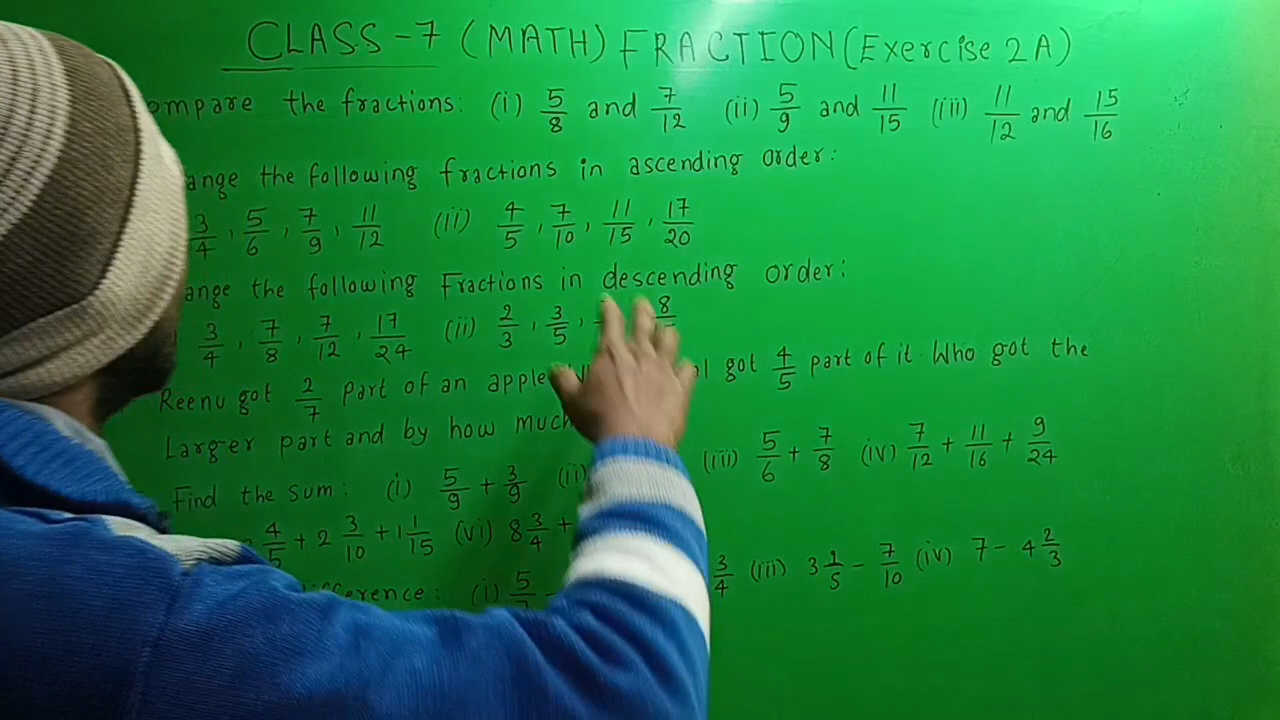 CLASS-7 (MATH) FRACTION (Exercise 2A)
the fractions: (i) 5/8 and 7/12 (ii) 5/9 and 11/15 (iii) 11/12 and 15/16
the following fractions in ascending order:
3/4, 5/6, 7/9, 11/12 (ii) 4/5, 7/10, 11/15, 17/20
the following Fractions in descending order:
3/4, 7/8, 7/12, 17/24 (ii) 2/3, 3/5,
Reenu got 2/7 part of an apple got 4/5 part of it. Who got the
Larger part and by how much
Find the sum: (i) 5/9 + 3/9 (iii) 5/6 + 7/8 (iv) 7/12 + 11/16 + 9/24
4/5 + 2 3/10 + 1 1/15 (vi) 8 3/4 +
(i) 3/4 (iii) 3 1/5 - 7/10 (iv) 7 - 4 2/3